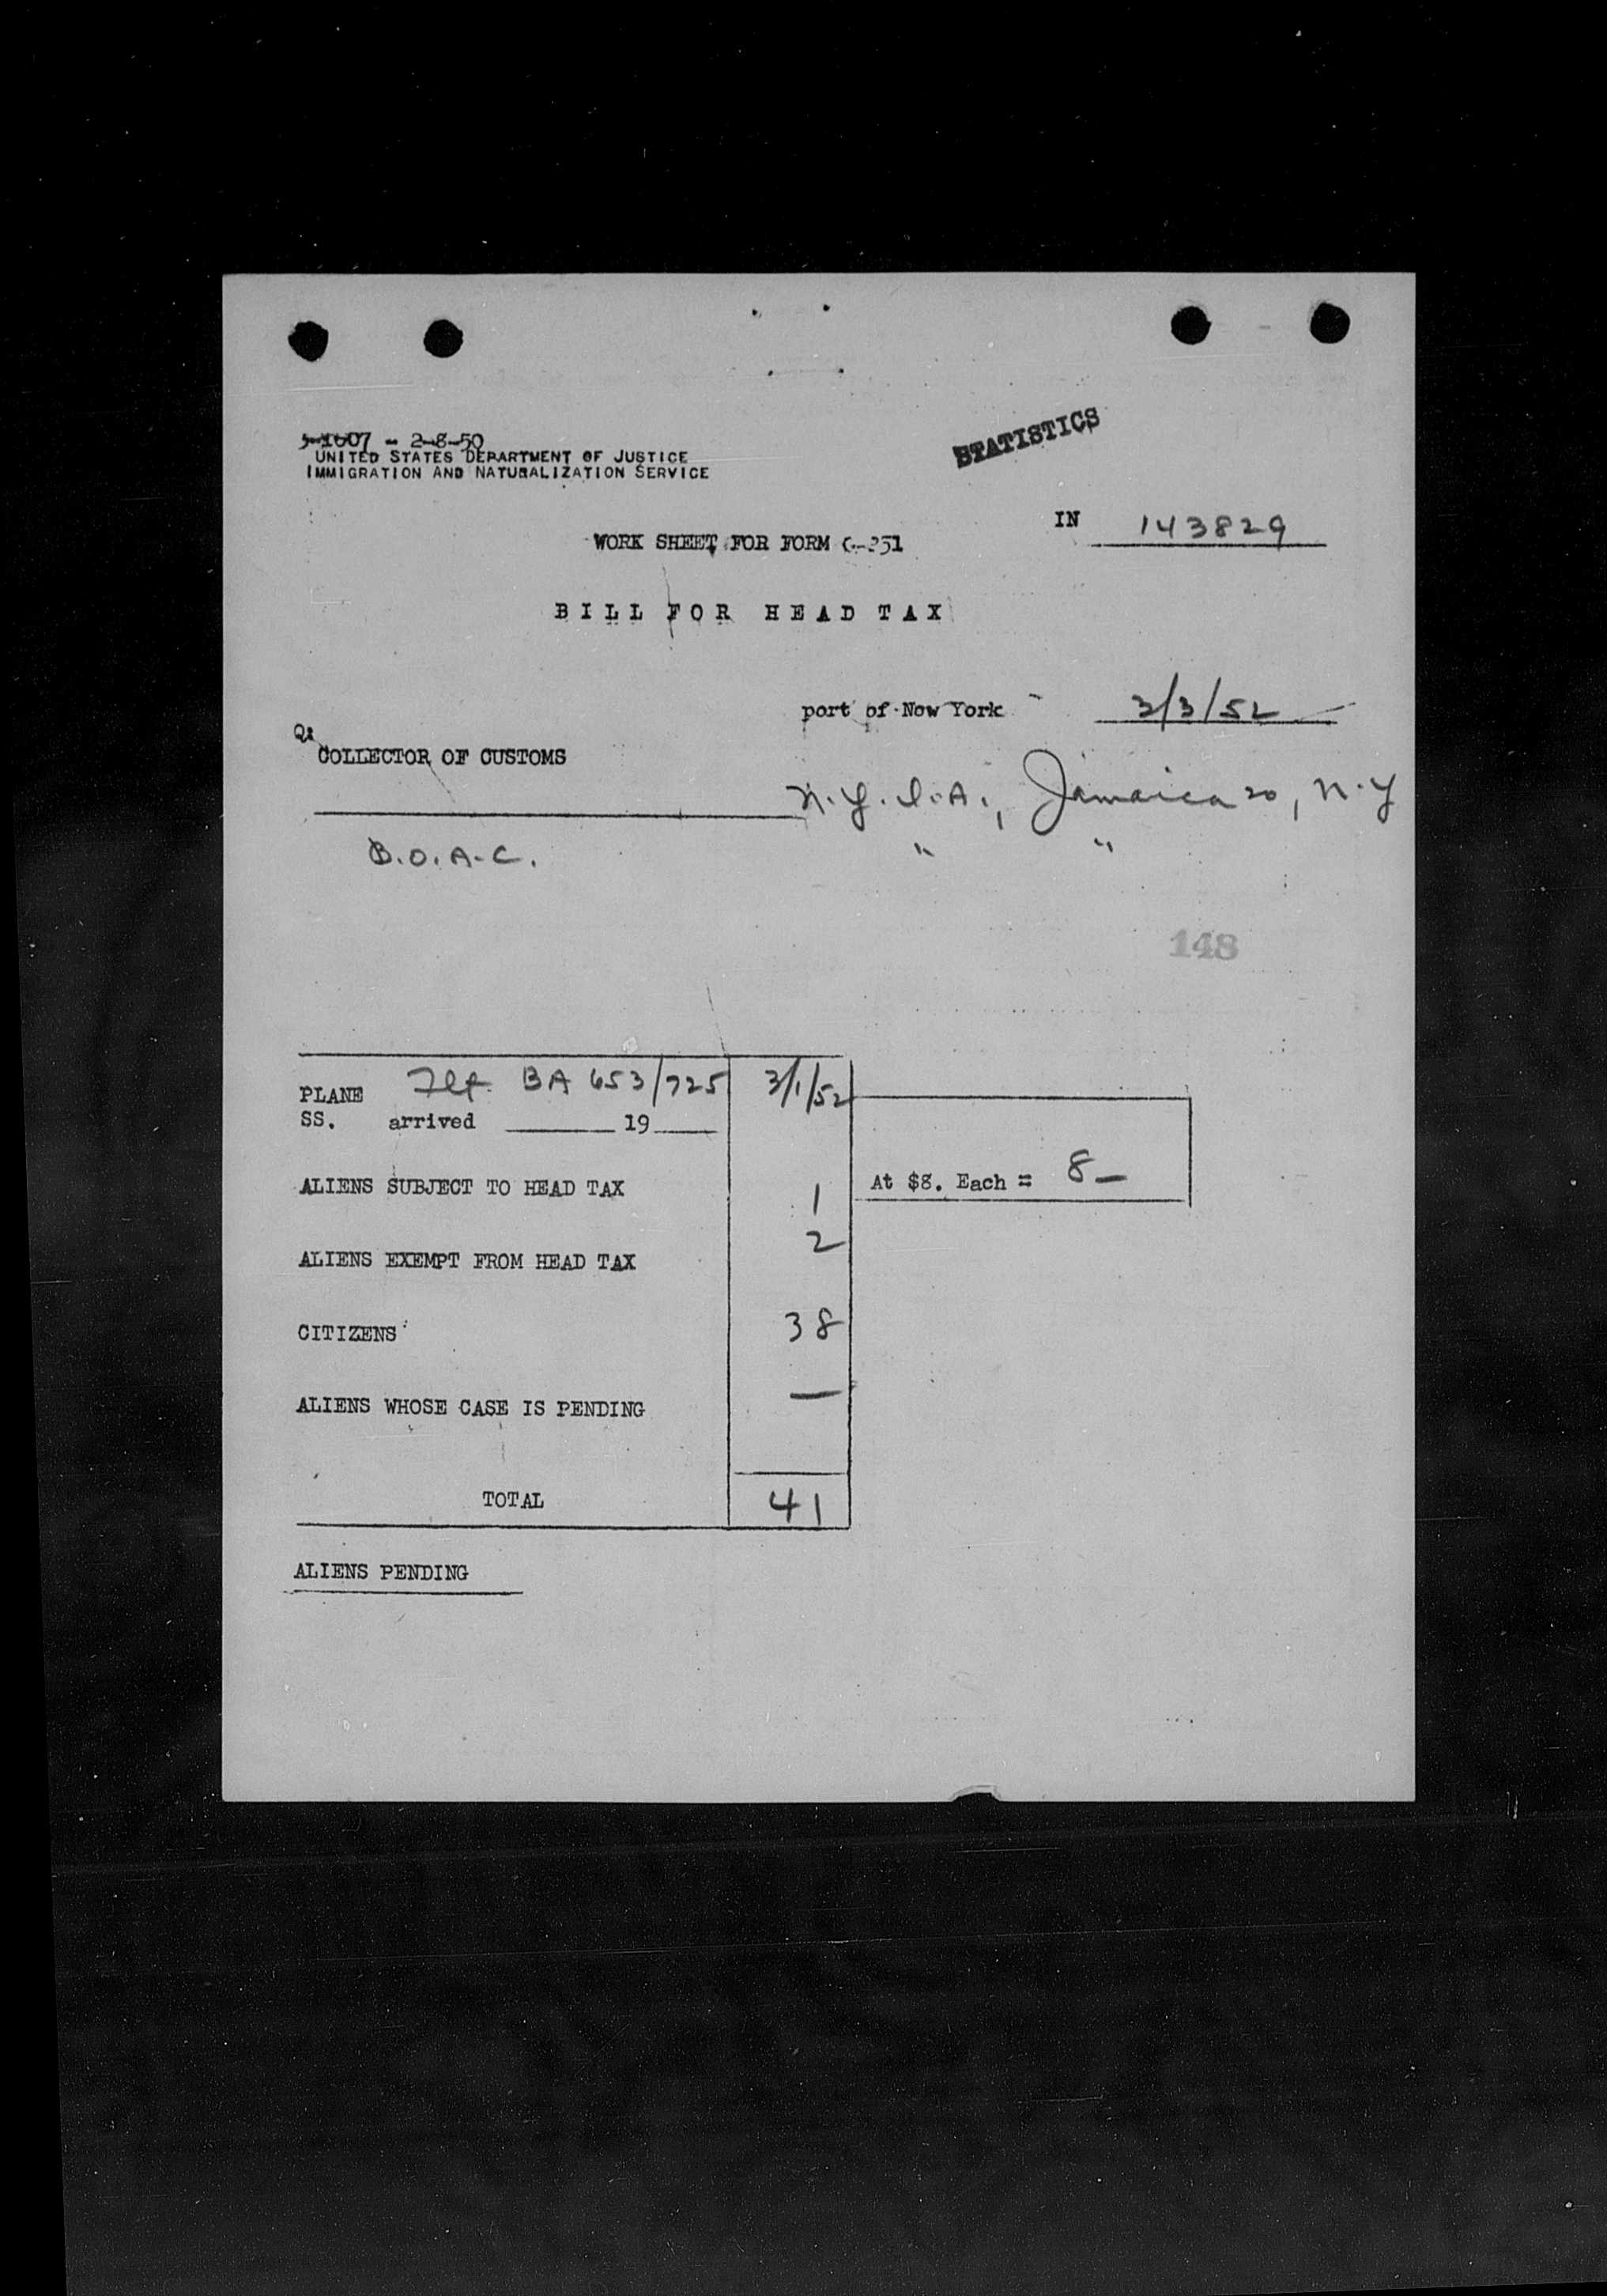 -1607 - 2-8-50
UNITED STATES DEPARTMENT OF JUSTICE
IMMIGRATION AND NATURALIZATION SERVICE
STATISTICS
IN 143829
WORK SHEET FOR FORM G-251
BILL FOR HEAD TAX
port of New York 3/3/52
COLLECTOR OF CUSTOMS
N.Y.I.A., Jamaica 20, N.Y
B.O.A.C. " "
148
PLANE Flt. BA 653/725 3/1/52
SS. arrived ______ 19___
ALIENS SUBJECT TO HEAD TAX 1 At $8. Each = 8—
ALIENS EXEMPT FROM HEAD TAX 2
CITIZENS 38
ALIENS WHOSE CASE IS PENDING —
TOTAL 41
ALIENS PENDING